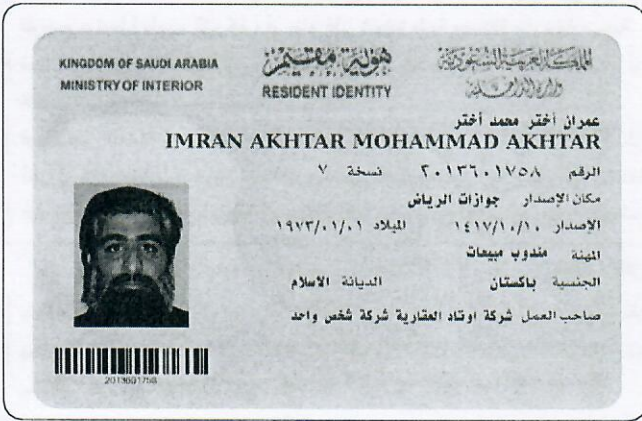 KINGDOM OF SAUDI ARABIA
MINISTRY OF INTERIOR
هوية مقيم
RESIDENT IDENTITY
المملكة العربية السعودية
وزارة الداخلية
عمران أختر محمد أختر
IMRAN AKHTAR MOHAMMAD AKHTAR
الرقم ٢٠١٣٦٠١٧٥٨ نسخة ٧
مكان الإصدار جوازات الرياض
الإصدار ١٤١٧/١٠/١٠ الميلاد ١٩٧٣/٠١/٠١
المهنة مندوب مبيعات
الجنسية باكستان الديانة الاسلام
صاحب العمل شركة اوتاد العقارية شركة شخص واحد
2013601758